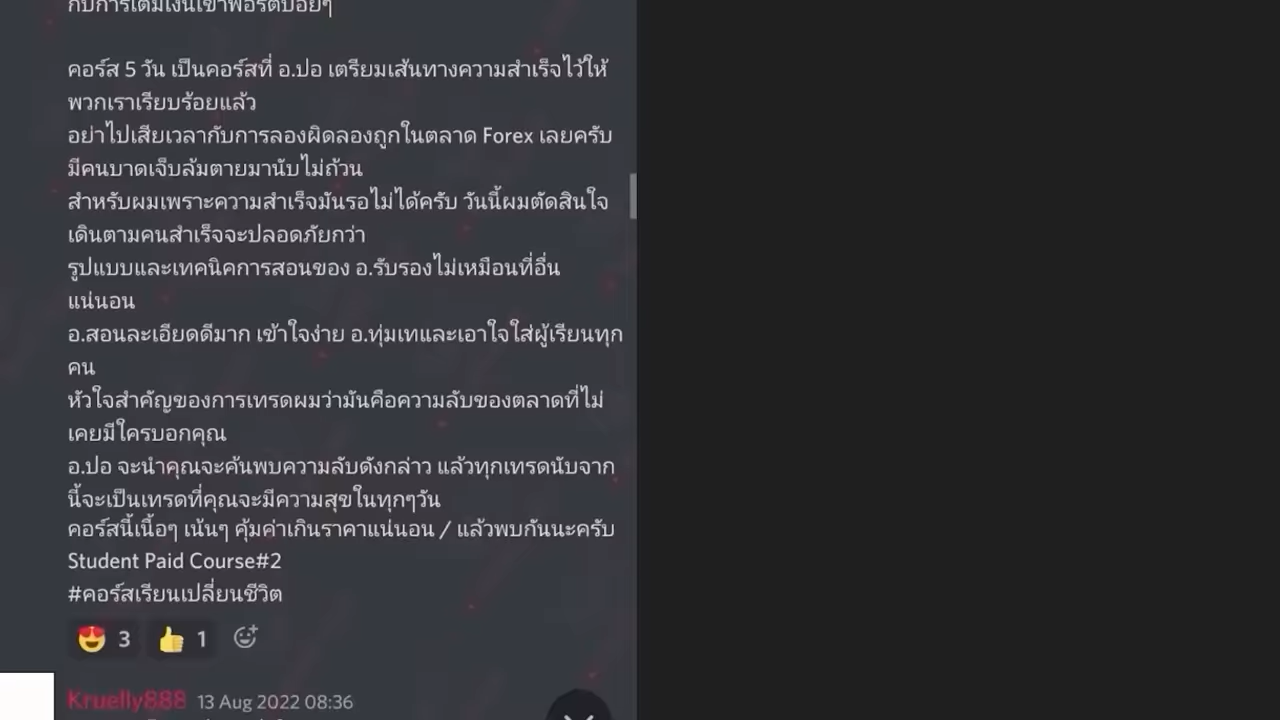 กับการเติมเงินเข้าพอร์ตบ่อยๆ
คอร์ส 5 วัน เป็นคอร์สที่ อ.ปอ เตรียมเส้นทางความสำเร็จไว้ให้
พวกเราเรียบร้อยแล้ว
อย่าไปเสียเวลากับการลองผิดลองถูกในตลาด Forex เลยครับ
มีคนบาดเจ็บล้มตายมานับไม่ถ้วน
สำหรับผมเพราะความสำเร็จมันรอไม่ได้ครับ วันนี้ผมตัดสินใจ
เดินตามคนสำเร็จจะปลอดภัยกว่า
รูปแบบและเทคนิคการสอนของ อ.รับรองไม่เหมือนที่อื่น
แน่นอน
อ.สอนละเอียดดีมาก เข้าใจง่าย อ.ทุ่มเทและเอาใจใส่ผู้เรียนทุก
คน
หัวใจสำคัญของการเทรดผมว่ามันคือความลับของตลาดที่ไม่
เคยมีใครบอกคุณ
อ.ปอ จะนำคุณจะค้นพบความลับดังกล่าว แล้วทุกเทรดนับจาก
นี้จะเป็นเทรดที่คุณจะมีความสุขในทุกๆวัน
คอร์สนี้เนื้อๆ เน้นๆ คุ้มค่าเกินราคาแน่นอน / แล้วพบกันนะครับ
Student Paid Course#2
#คอร์สเรียนเปลี่ยนชีวิต
3 1
Kruelly888 13 Aug 2022 08:36